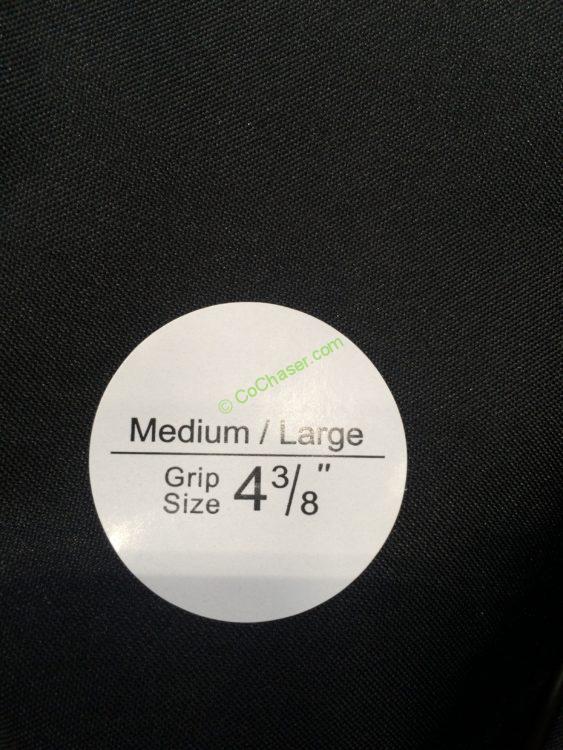 © CoChaser.com
Medium / Large
Grip Size 4 3/8"